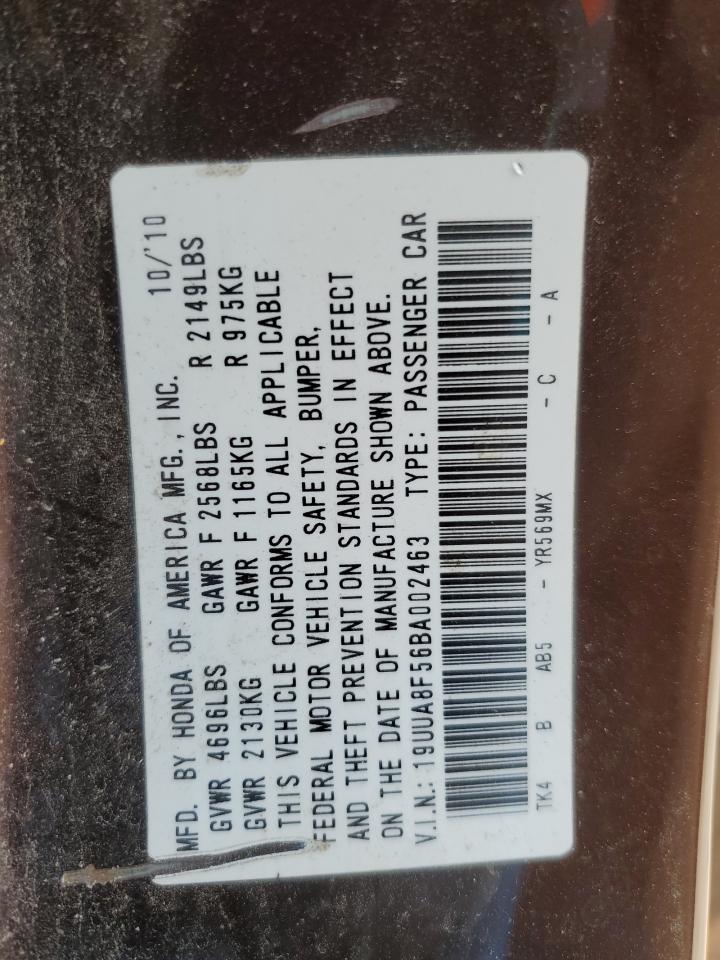 MFD. BY HONDA OF AMERICA MFG., INC. 10/'10
GVWR 4696LBS GAWR F 2568LBS R 2149LBS
GVWR 2130KG GAWR F 1165KG R 975KG
THIS VEHICLE CONFORMS TO ALL APPLICABLE
FEDERAL MOTOR VEHICLE SAFETY, BUMPER,
AND THEFT PREVENTION STANDARDS IN EFFECT
ON THE DATE OF MANUFACTURE SHOWN ABOVE.
V.I.N.: 19UUA8F56BA002463 TYPE: PASSENGER CAR
TK4 B AB5 - YR569MX - C - A